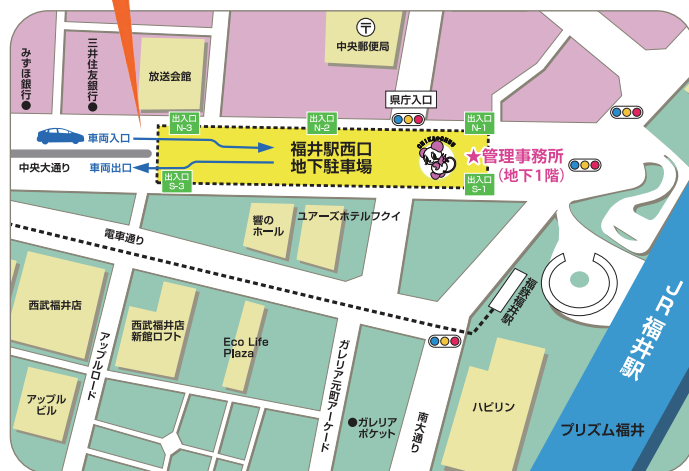 〒
中央郵便局
みずほ銀行
三井住友銀行
放送会館
県庁入口
出入口
N-3
出入口
N-2
出入口
N-1
車両入口
福井駅西口
地下駐車場
★管理事務所
(地下1階)
中央大通り
車両出口
出入口
S-3
出入口
S-1
電車通り
響の
ホール
ユアーズホテルフクイ
福鉄福井駅
JR福井駅
西武福井店
西武福井店
新館ロフト
Eco Life
Plaza
アップルロード
ガレリア元町アーケード
アップル
ビル
ガレリア
ポケット
南大通り
ハピリン
プリズム福井